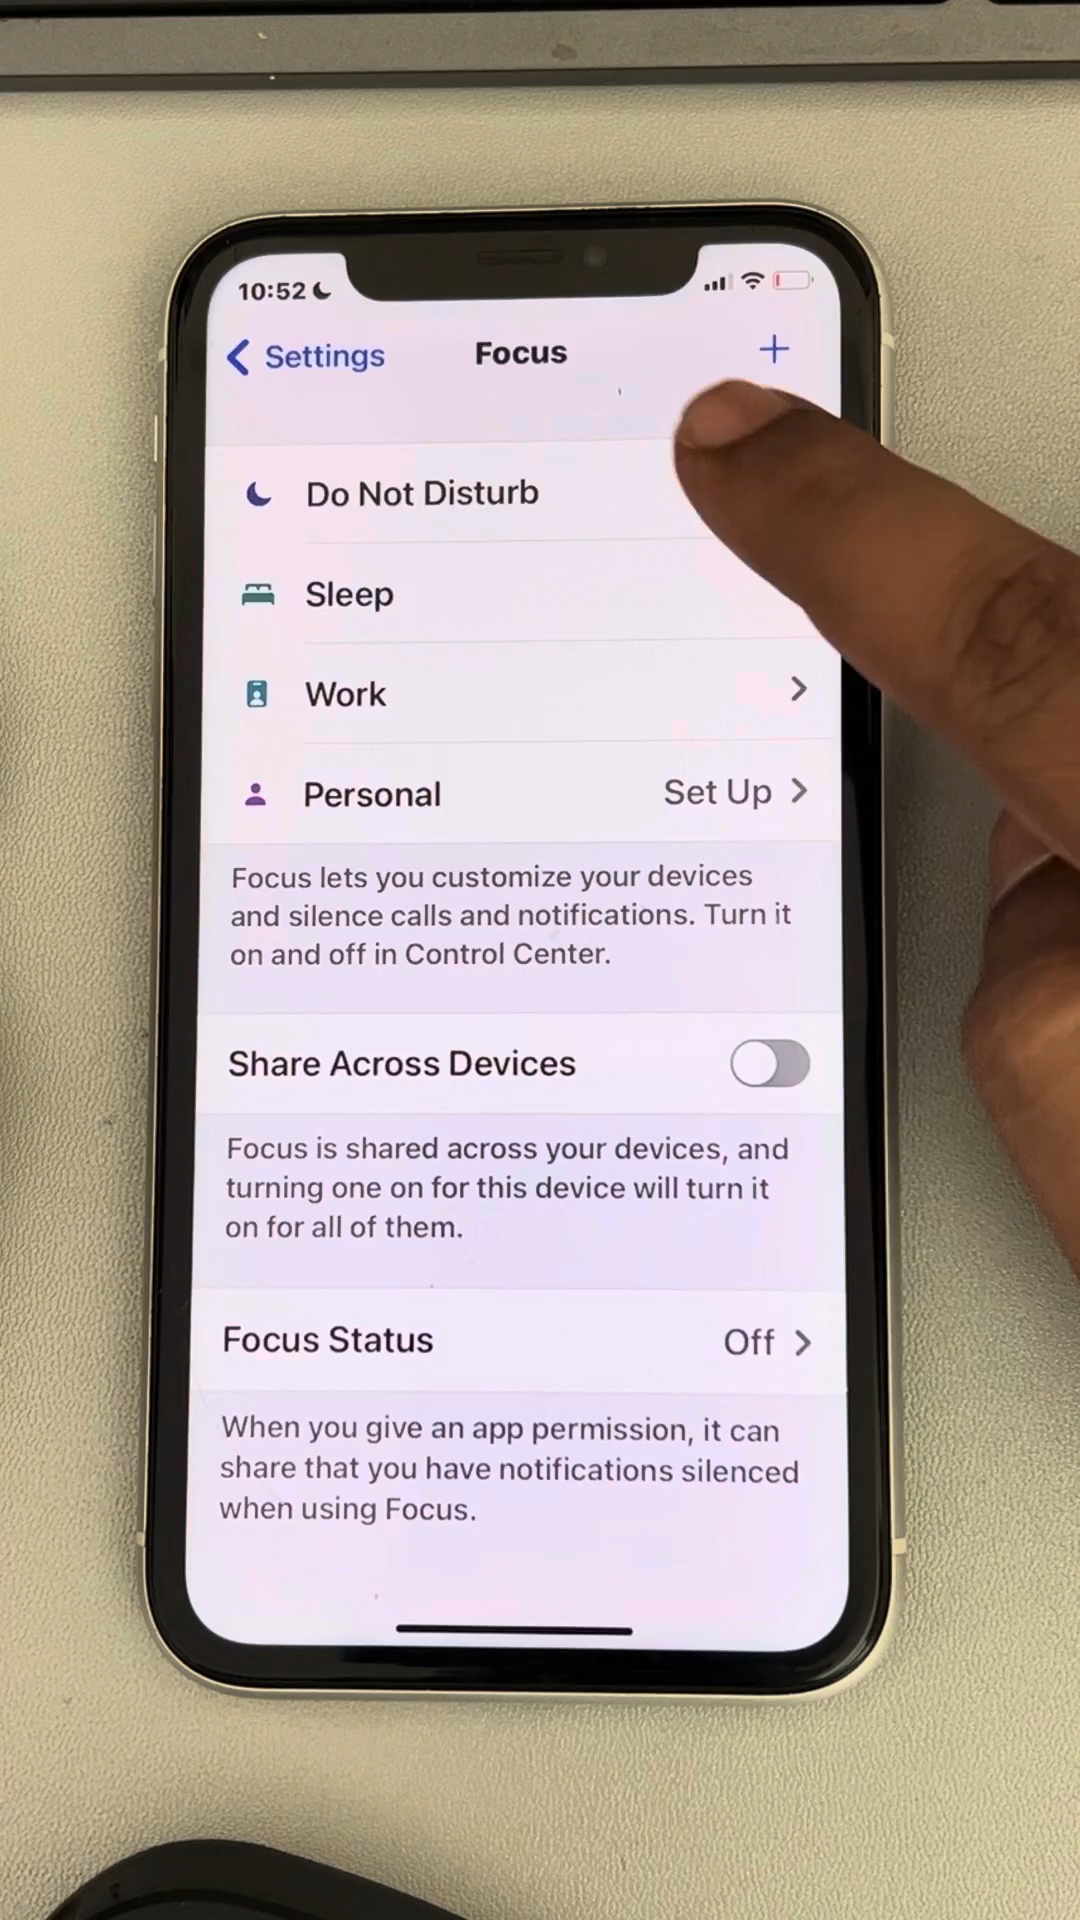 10:52
Settings
Focus
+
Do Not Disturb
Sleep
Work
Personal
Set Up
Focus lets you customize your devices
and silence calls and notifications. Turn it
on and off in Control Center.
Share Across Devices
Focus is shared across your devices, and
turning one on for this device will turn it
on for all of them.
Focus Status
Off
When you give an app permission, it can
share that you have notifications silenced
when using Focus.